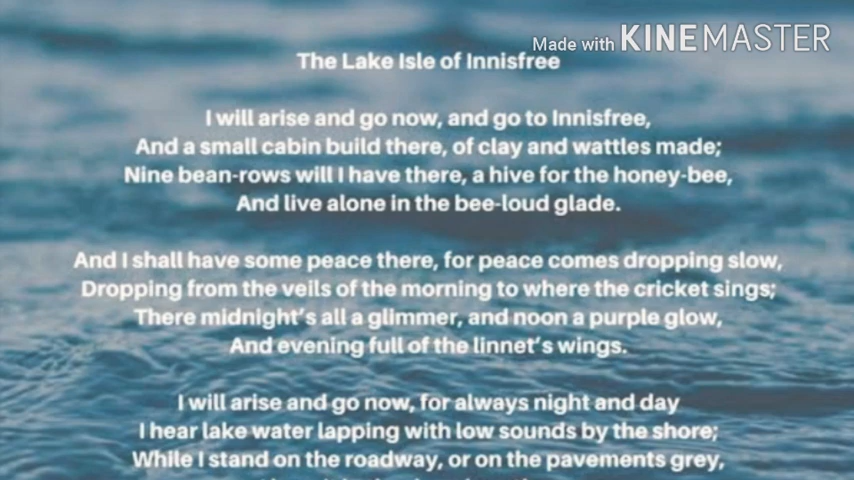 Made with KINEMASTER
The Lake Isle of Innisfree
I will arise and go now, and go to Innisfree,
And a small cabin build there, of clay and wattles made;
Nine bean-rows will I have there, a hive for the honey-bee,
And live alone in the bee-loud glade.
And I shall have some peace there, for peace comes dropping slow,
Dropping from the veils of the morning to where the cricket sings;
There midnight’s all a glimmer, and noon a purple glow,
And evening full of the linnet’s wings.
I will arise and go now, for always night and day
I hear lake water lapping with low sounds by the shore;
While I stand on the roadway, or on the pavements grey,